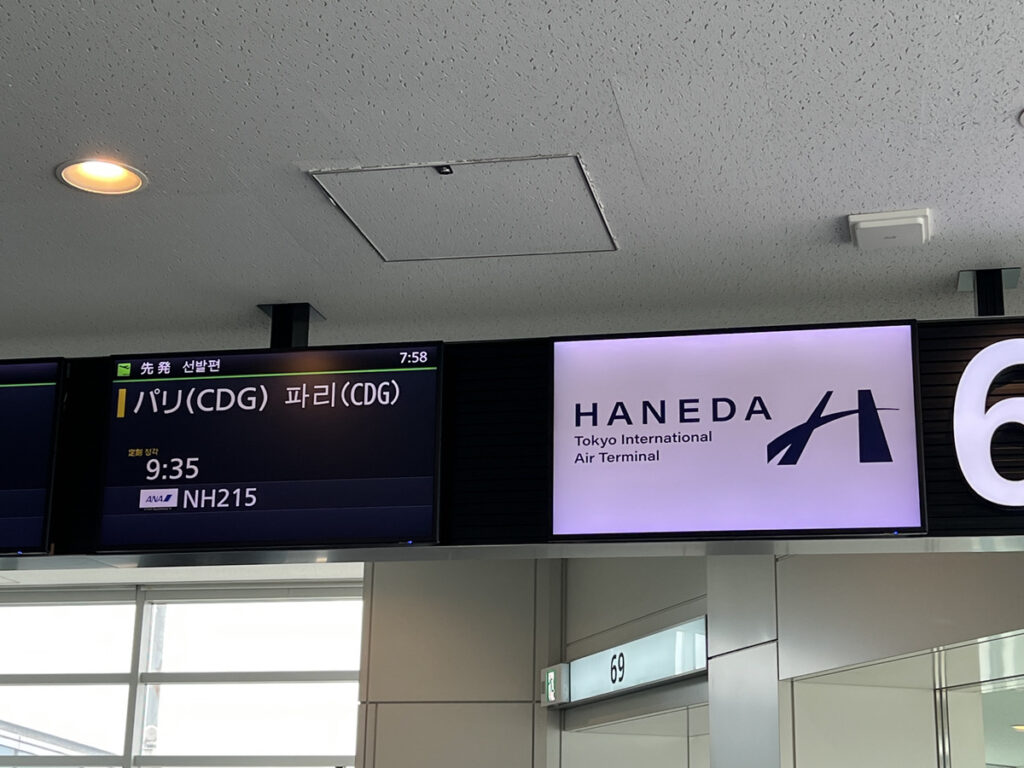 先発 선발편 7:58
パリ(CDG) 파리(CDG)
定刻 정각
9:35
ANA NH215
HANEDA
Tokyo International
Air Terminal
6
69